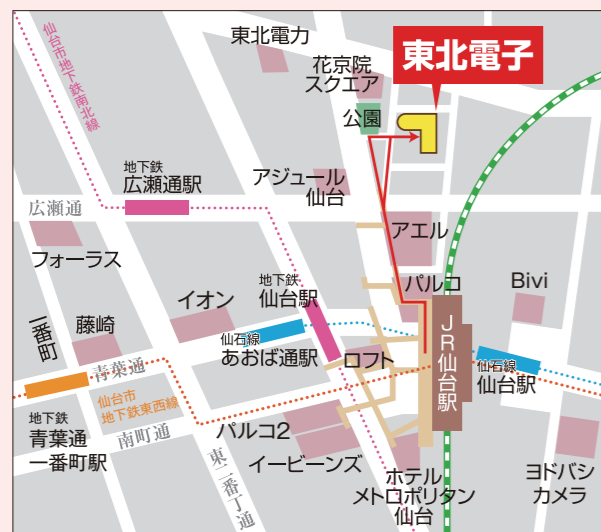 仙台市地下鉄南北線
東北電力
花京院
スクエア
東北電子
公園
地下鉄
広瀬通駅
アジュール
仙台
広瀬通
アエル
フォーラス
地下鉄
仙台駅
パルコ
Bivi
イオン
一番町
藤崎
仙石線
あおば通駅
ロフト
JR仙台駅
仙石線
仙台駅
青葉通
仙台市
地下鉄東西線
地下鉄
青葉通
一番町駅
南町通
パルコ2
イービーンズ
東二番丁通
ホテル
メトロポリタン
仙台
ヨドバシ
カメラ